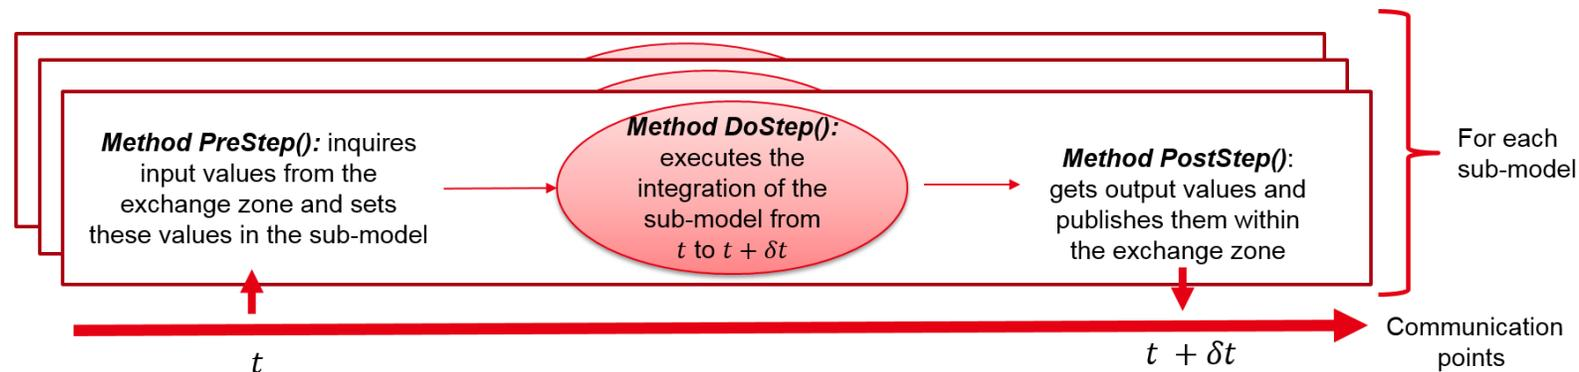 Method PreStep(): inquires
input values from the
exchange zone and sets
these values in the sub-model
Method DoStep():
executes the
integration of the
sub-model from
t to t + δt
Method PostStep():
gets output values and
publishes them within
the exchange zone
For each
sub-model
t
t + δt
Communication
points